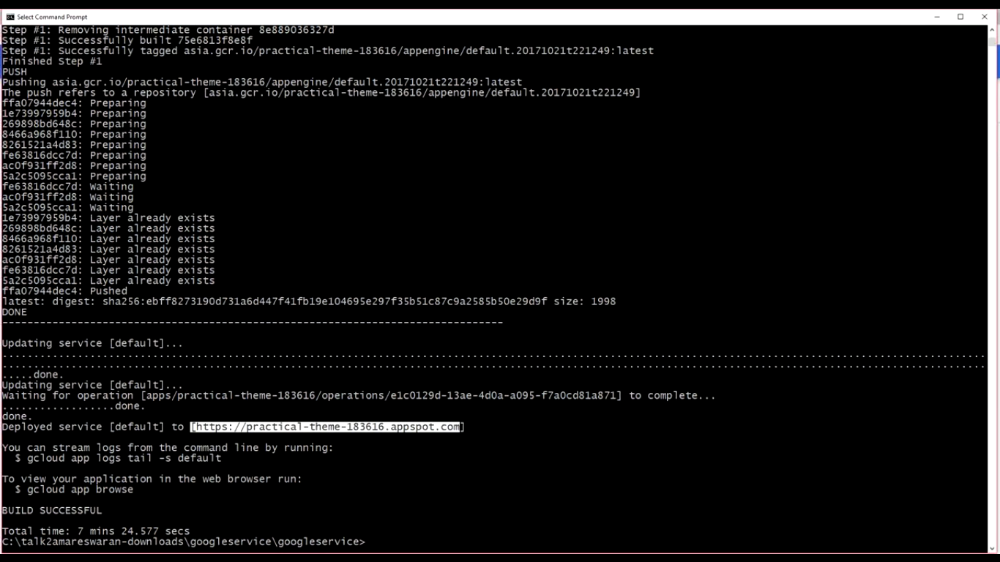 Select Command Prompt
Step #1: Removing intermediate container 8e889036327d
Step #1: Successfully built 75e6813f8e8f
Step #1: Successfully tagged asia.gcr.io/practical-theme-183616/appengine/default.20171021t221249:latest
Finished Step #1
PUSH
Pushing asia.gcr.io/practical-theme-183616/appengine/default.20171021t221249:latest
The push refers to a repository [asia.gcr.io/practical-theme-183616/appengine/default.20171021t221249]
ffa07944dec4: Preparing
1e73997959b4: Preparing
269898bd648c: Preparing
8466a968f110: Preparing
8261521a4d83: Preparing
fe63816dcc7d: Preparing
ac0f931ff2d8: Preparing
5a2c5095cca1: Preparing
fe63816dcc7d: Waiting
ac0f931ff2d8: Waiting
5a2c5095cca1: Waiting
1e73997959b4: Layer already exists
269898bd648c: Layer already exists
8466a968f110: Layer already exists
8261521a4d83: Layer already exists
ac0f931ff2d8: Layer already exists
fe63816dcc7d: Layer already exists
5a2c5095cca1: Layer already exists
ffa07944dec4: Pushed
latest: digest: sha256:ebff8273190d731a6d447f41fb19e104695e297f35b51c87c9a2585b50e29d9f size: 1998
DONE
--------------------------------------------------------------------------------
Updating service [default]...
.............................................................................................................................................................
.............................................................................................................................................................
.....done.
Updating service [default]...
Waiting for operation [apps/practical-theme-183616/operations/e1c0129d-13ae-4d0a-a095-f7a0cd81a871] to complete...
..................done.
done.
Deployed service [default] to [https://practical-theme-183616.appspot.com]
You can stream logs from the command line by running:
$ gcloud app logs tail -s default
To view your application in the web browser run:
$ gcloud app browse
BUILD SUCCESSFUL
Total time: 7 mins 24.577 secs
C:\talk2amareswaran-downloads\googleservice\googleservice>